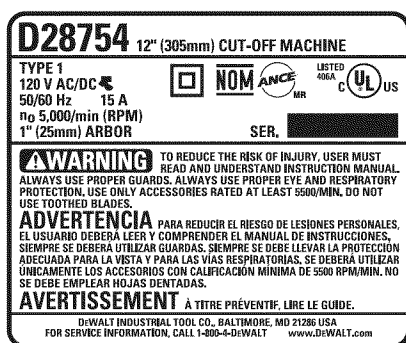 D28754 12" (305mm) CUT-OFF MACHINE
TYPE 1
120 V AC/DC
50/60 Hz 15 A
no 5,000/min (RPM)
1" (25mm) ARBOR
NOM ANCE MR
LISTED
406A
C UL US
SER.
WARNING TO REDUCE THE RISK OF INJURY, USER MUST
READ AND UNDERSTAND INSTRUCTION MANUAL.
ALWAYS USE PROPER GUARDS. ALWAYS USE PROPER EYE AND RESPIRATORY
PROTECTION. USE ONLY ACCESSORIES RATED AT LEAST 5500/MIN. DO NOT
USE TOOTHED BLADES.
ADVERTENCIA PARA REDUCIR EL RIESGO DE LESIONES PERSONALES,
EL USUARIO DEBERÁ LEER Y COMPRENDER EL MANUAL DE INSTRUCCIONES,
SIEMPRE SE DEBERÁ UTILIZAR GUARDAS. SIEMPRE SE DEBE LLEVAR LA PROTECCIÓN
ADECUADA PARA LA VISTA Y PARA LAS VÍAS RESPIRATORIAS. SE DEBERÁ UTILIZAR
ÚNICAMENTE LOS ACCESORIOS CON CALIFICACIÓN MÍNIMA DE 5500 RPM/MIN. NO
SE DEBE EMPLEAR HOJAS DENTADAS.
AVERTISSEMENT À TITRE PRÉVENTIF, LIRE LE GUIDE.
DEWALT INDUSTRIAL TOOL CO., BALTIMORE, MD 21286 USA
FOR SERVICE INFORMATION, CALL 1-800-4-DEWALT www.DEWALT.com